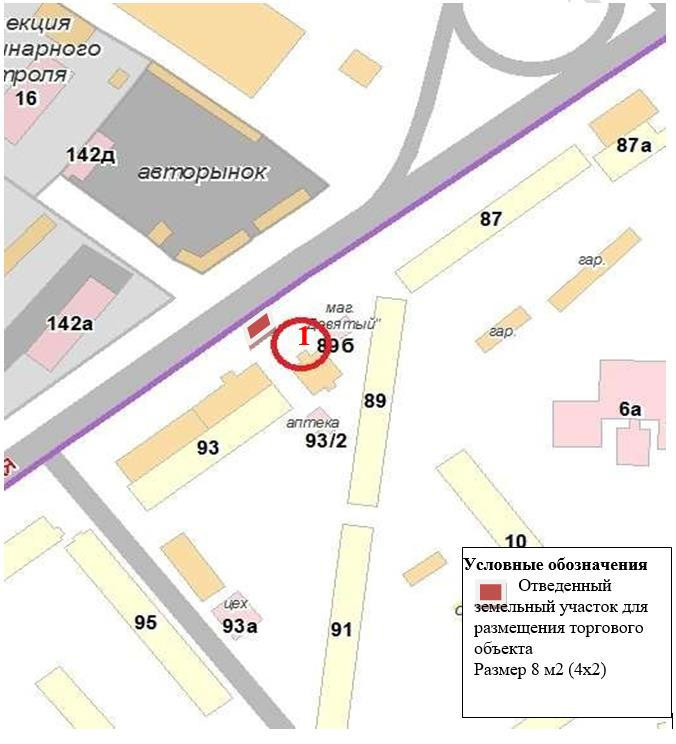 екция
инарного
троля
16
142д
авторынок
87а
87
гар.
142а
маг.
"Девятый"
1
89б
гар.
89
6а
аптека
93/2
93
10
цех
93а
95
91
Условные обозначения
Отведенный
земельный участок для
размещения торгового
объекта
Размер 8 м2 (4х2)